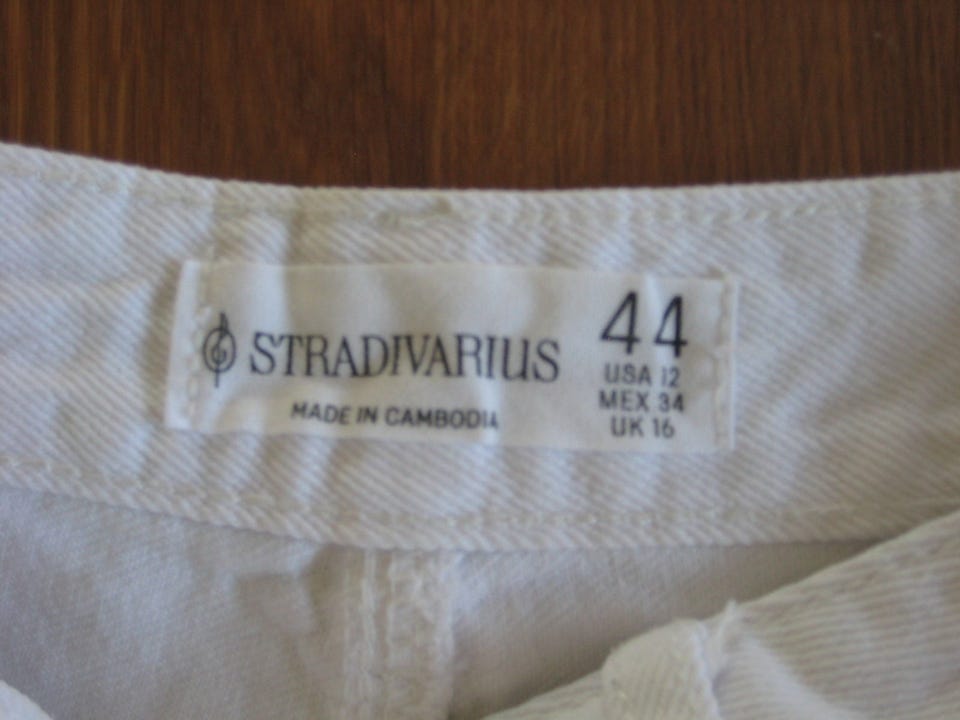 STRADIVARIUS
MADE IN CAMBODIA
44
USA 12
MEX 34
UK 16